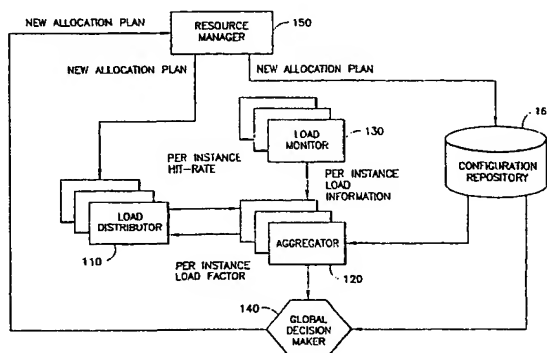 NEW ALLOCATION PLAN
RESOURCE
MANAGER
150
NEW ALLOCATION PLAN
NEW ALLOCATION PLAN
LOAD
MONITOR
130
16
CONFIGURATION
REPOSITORY
PER INSTANCE
HIT-RATE
PER INSTANCE
LOAD
INFORMATION
LOAD
DISTRIBUTOR
110
AGGREGATOR
120
PER INSTANCE
LOAD FACTOR
140
GLOBAL
DECISION
MAKER